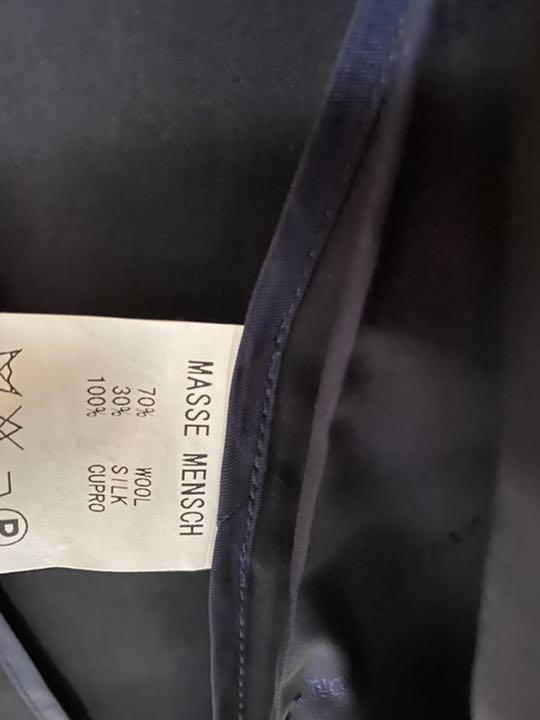 MASSE MENSCH
70% WOOL
30% SILK
100% CUPRO
P